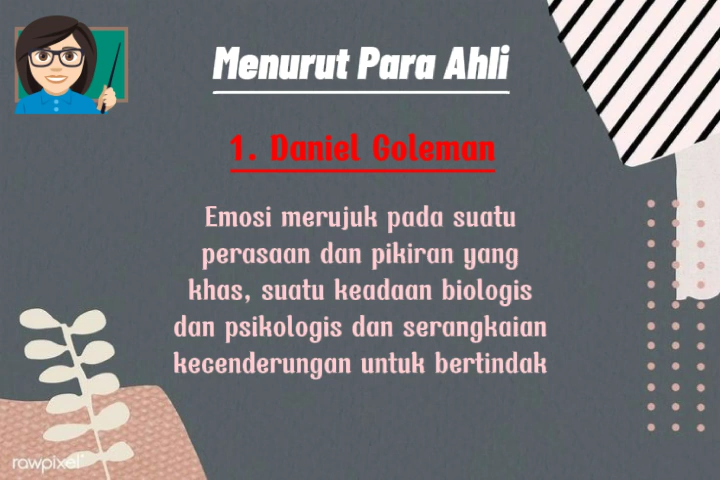 Menurut Para Ahli
1. Daniel Goleman
Emosi merujuk pada suatu
perasaan dan pikiran yang
khas, suatu keadaan biologis
dan psikologis dan serangkaian
kecenderungan untuk bertindak
rawpixel